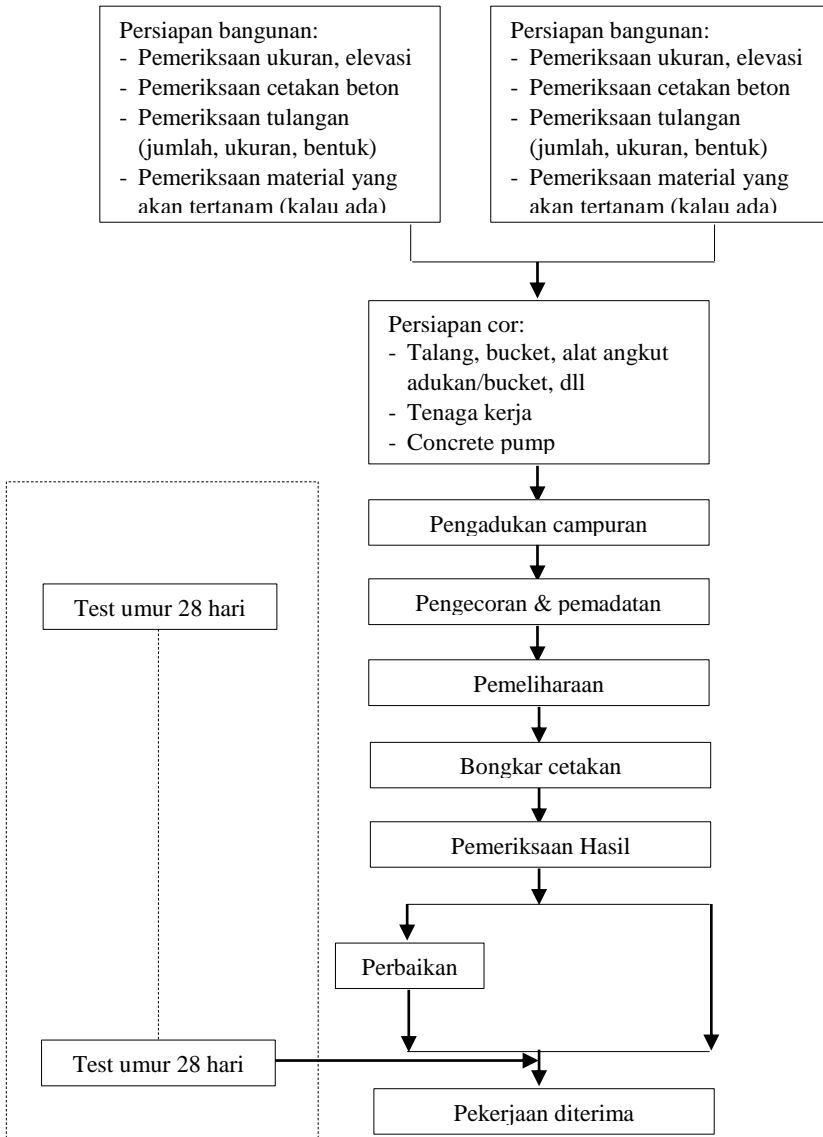 Persiapan bangunan:
- Pemeriksaan ukuran, elevasi
- Pemeriksaan cetakan beton
- Pemeriksaan tulangan
(jumlah, ukuran, bentuk)
- Pemeriksaan material yang
akan tertanam (kalau ada)
Persiapan bangunan:
- Pemeriksaan ukuran, elevasi
- Pemeriksaan cetakan beton
- Pemeriksaan tulangan
(jumlah, ukuran, bentuk)
- Pemeriksaan material yang
akan tertanam (kalau ada)
Persiapan cor:
- Talang, bucket, alat angkut
adukan/bucket, dll
- Tenaga kerja
- Concrete pump
Pengadukan campuran
Test umur 28 hari
Pengecoran & pemadatan
Pemeliharaan
Bongkar cetakan
Pemeriksaan Hasil
Perbaikan
Test umur 28 hari
Pekerjaan diterima